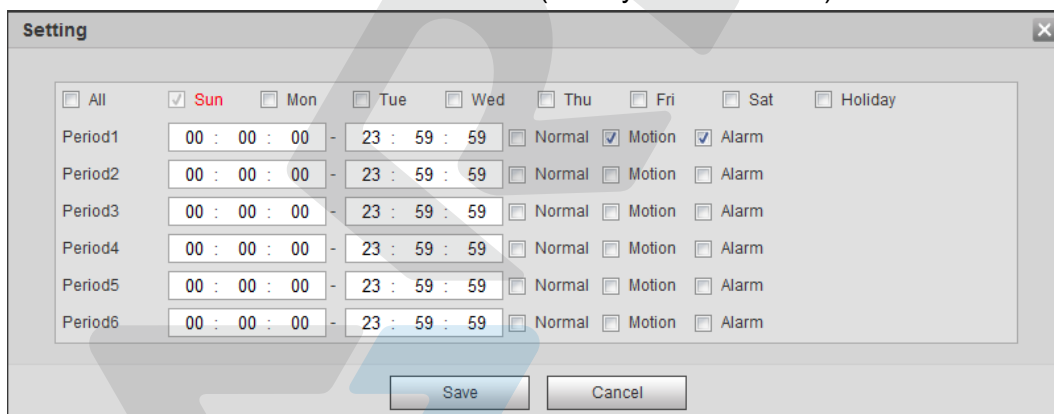 Setting
All Sun Mon Tue Wed Thu Fri Sat Holiday
Period1 00 : 00 : 00 - 23 : 59 : 59 Normal Motion Alarm
Period2 00 : 00 : 00 - 23 : 59 : 59 Normal Motion Alarm
Period3 00 : 00 : 00 - 23 : 59 : 59 Normal Motion Alarm
Period4 00 : 00 : 00 - 23 : 59 : 59 Normal Motion Alarm
Period5 00 : 00 : 00 - 23 : 59 : 59 Normal Motion Alarm
Period6 00 : 00 : 00 - 23 : 59 : 59 Normal Motion Alarm
Save Cancel